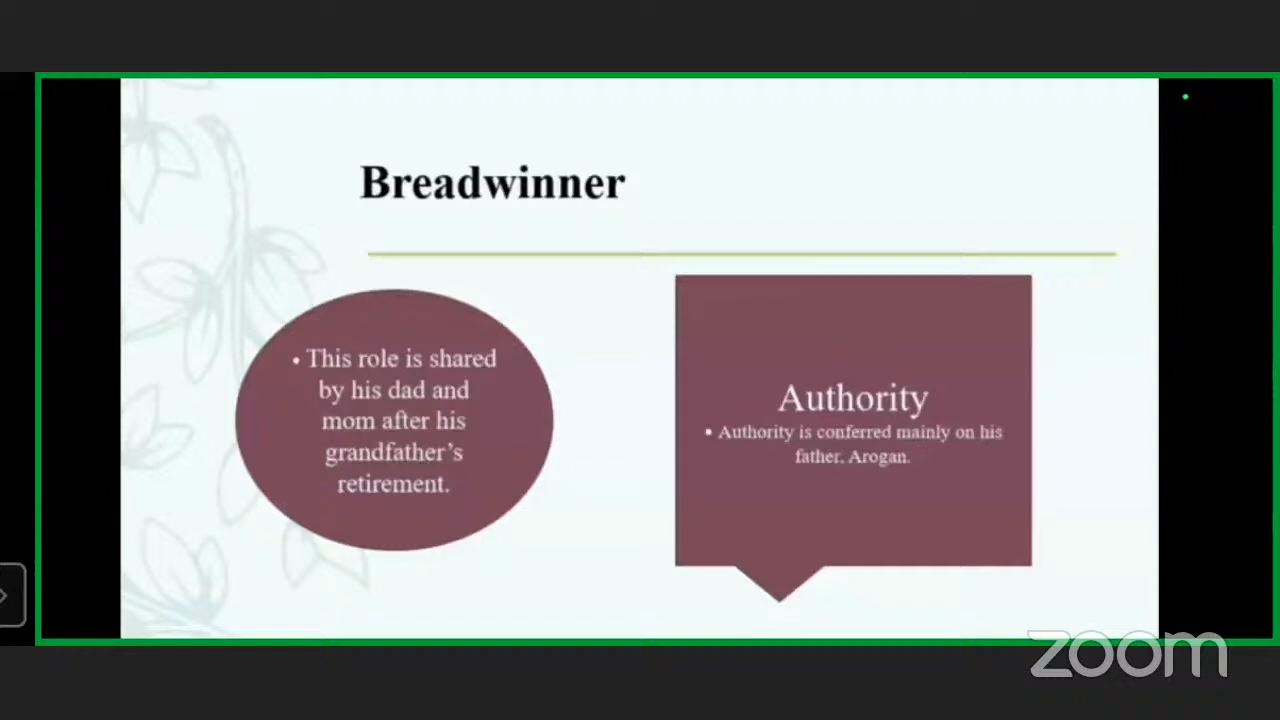 Breadwinner
• This role is shared
by his dad and
mom after his
grandfather’s
retirement.
Authority
• Authority is conferred mainly on his
father, Arogan.
zoom